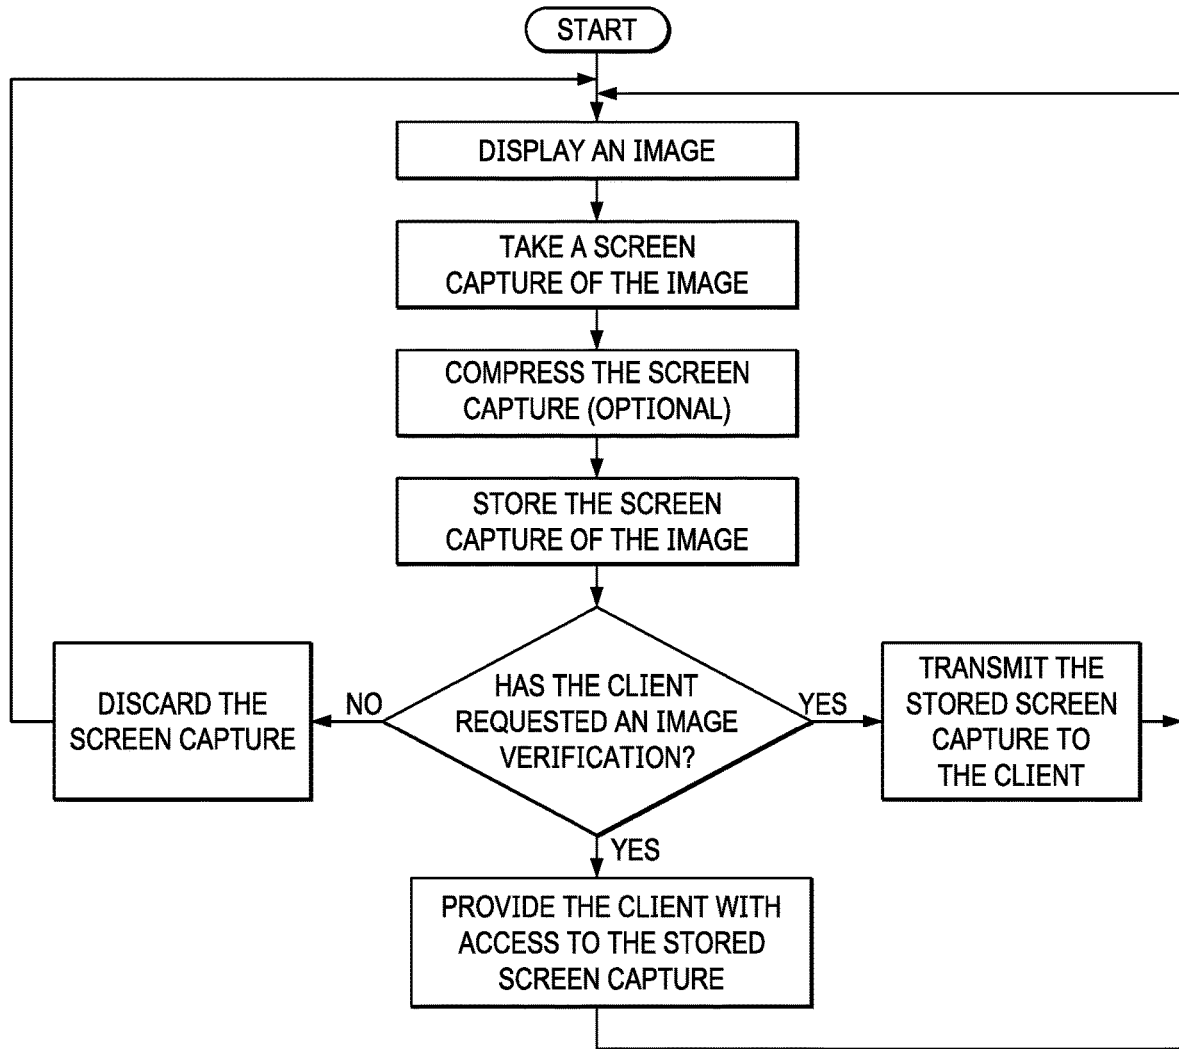 START
DISPLAY AN IMAGE
TAKE A SCREEN
CAPTURE OF THE IMAGE
COMPRESS THE SCREEN
CAPTURE (OPTIONAL)
STORE THE SCREEN
CAPTURE OF THE IMAGE
DISCARD THE
SCREEN CAPTURE
NO
HAS THE CLIENT
REQUESTED AN IMAGE
VERIFICATION?
YES
TRANSMIT THE
STORED SCREEN
CAPTURE TO
THE CLIENT
YES
PROVIDE THE CLIENT WITH
ACCESS TO THE STORED
SCREEN CAPTURE